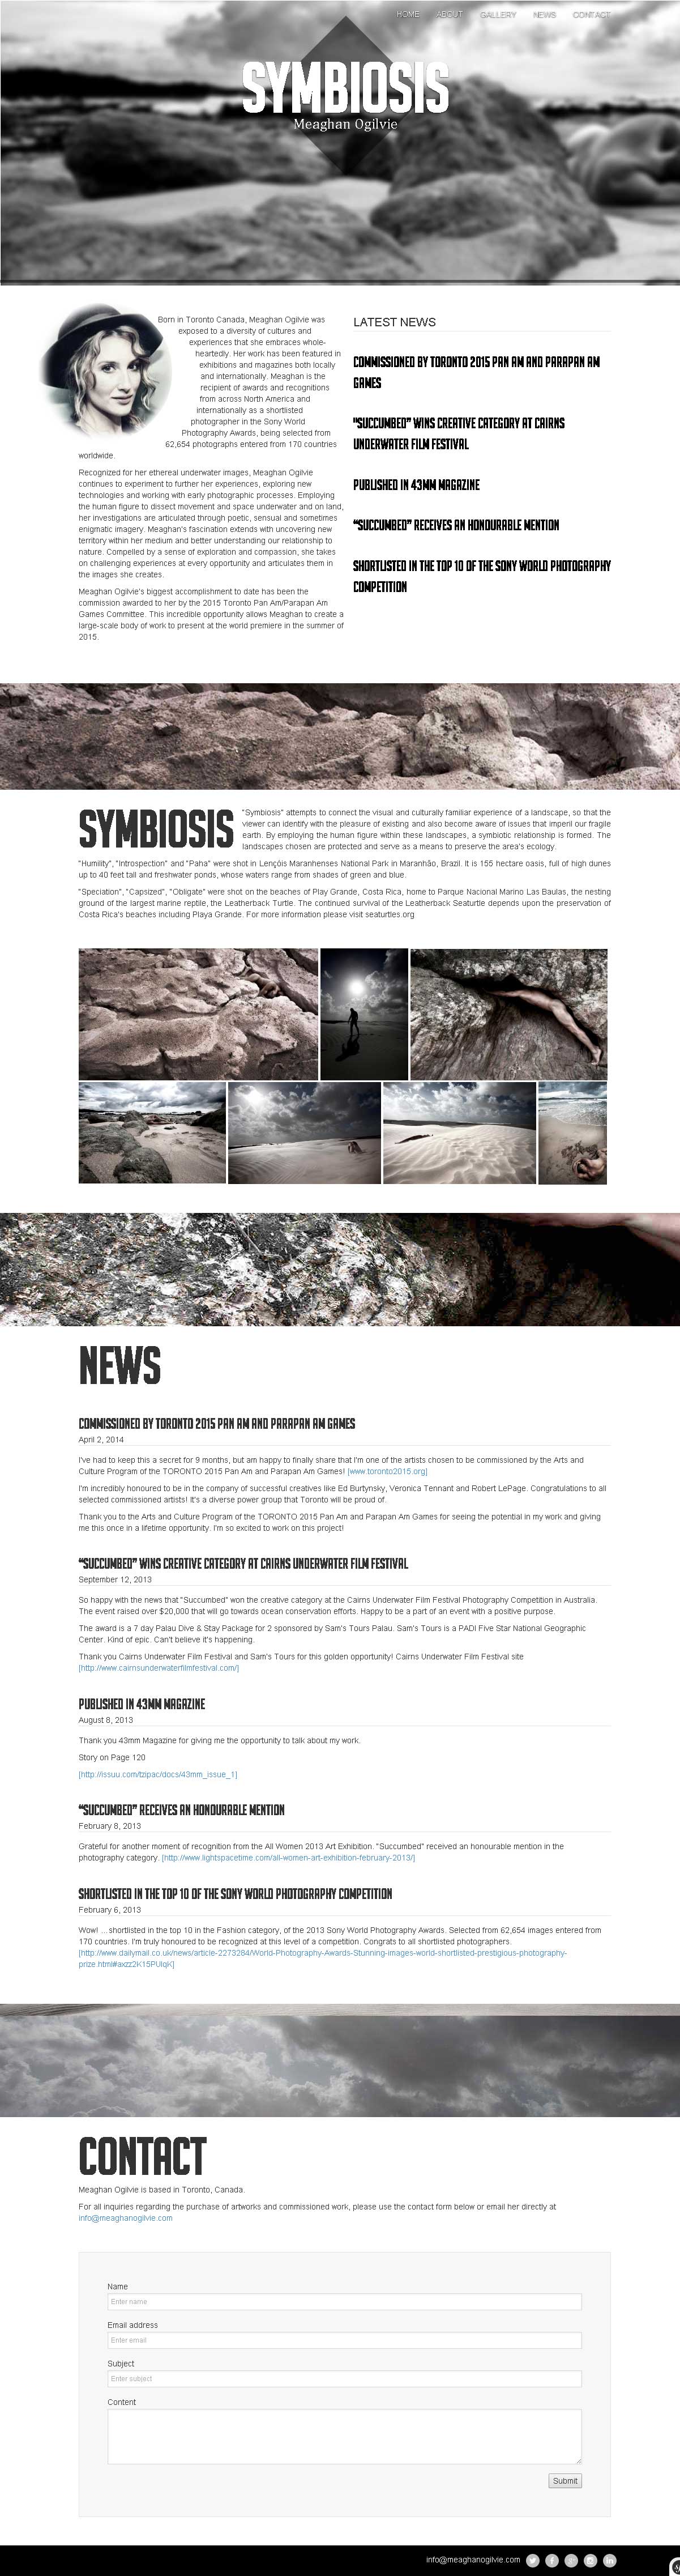 HOME ABOUT GALLERY NEWS CONTACT
SYMBIOSIS
Meaghan Ogilvie
Born in Toronto Canada, Meaghan Ogilvie was
exposed to a diversity of cultures and
experiences that she embraces whole-
heartedly. Her work has been featured in
exhibitions and magazines both locally
and internationally. Meaghan is the
recipient of awards and recognitions
from across North America and
internationally as a shortlisted
photographer in the Sony World
Photography Awards, being selected from
62,654 photographs entered from 170 countries
worldwide.
Recognized for her ethereal underwater images, Meaghan Ogilvie
continues to experiment to further her experiences, exploring new
technologies and working with early photographic processes. Employing
the human figure to dissect movement and space underwater and on land,
her investigations are articulated through poetic, sensual and sometimes
enigmatic imagery. Meaghan's fascination extends with uncovering new
territory within her medium and better understanding our relationship to
nature. Compelled by a sense of exploration and compassion, she takes
on challenging experiences at every opportunity and articulates them in
the images she creates.
Meaghan Ogilvie's biggest accomplishment to date has been the
commission awarded to her by the 2015 Toronto Pan Am/Parapan Am
Games Committee. This incredible opportunity allows Meaghan to create a
large-scale body of work to present at the world premiere in the summer of
2015.
LATEST NEWS
COMMISSIONED BY TORONTO 2015 PAN AM AND PARAPAN AM
GAMES
"SUCCUMBED" WINS CREATIVE CATEGORY AT CAIRNS
UNDERWATER FILM FESTIVAL
PUBLISHED IN 43MM MAGAZINE
“SUCCUMBED” RECEIVES AN HONOURABLE MENTION
SHORTLISTED IN THE TOP 10 OF THE SONY WORLD PHOTOGRAPHY
COMPETITION
SYMBIOSIS
"Symbiosis" attempts to connect the visual and culturally familiar experience of a landscape, so that the
viewer can identify with the pleasure of existing and also become aware of issues that imperil our fragile
earth. By employing the human figure within these landscapes, a symbiotic relationship is formed. The
landscapes chosen are protected and serve as a means to preserve the area's ecology.
"Humility", "Introspection" and "Paha" were shot in Lençóis Maranhenses National Park in Maranhão, Brazil. It is 155 hectare oasis, full of high dunes
up to 40 feet tall and freshwater ponds, whose waters range from shades of green and blue.
"Speciation", "Capsized", "Obligate" were shot on the beaches of Play Grande, Costa Rica, home to Parque Nacional Marino Las Baulas, the nesting
ground of the largest marine reptile, the Leatherback Turtle. The continued survival of the Leatherback Seaturtle depends upon the preservation of
Costa Rica's beaches including Playa Grande. For more information please visit seaturtles.org
NEWS
COMMISSIONED BY TORONTO 2015 PAN AM AND PARAPAN AM GAMES
April 2, 2014
I've had to keep this a secret for 9 months, but am happy to finally share that I'm one of the artists chosen to be commissioned by the Arts and
Culture Program of the TORONTO 2015 Pan Am and Parapan Am Games! [www.toronto2015.org]
I'm incredibly honoured to be in the company of successful creatives like Ed Burtynsky, Veronica Tennant and Robert LePage. Congratulations to all
selected commissioned artists! It's a diverse power group that Toronto will be proud of.
Thank you to the Arts and Culture Program of the TORONTO 2015 Pan Am and Parapan Am Games for seeing the potential in my work and giving
me this once in a lifetime opportunity. I'm so excited to work on this project!
“SUCCUMBED” WINS CREATIVE CATEGORY AT CAIRNS UNDERWATER FILM FESTIVAL
September 12, 2013
So happy with the news that "Succumbed" won the creative category at the Cairns Underwater Film Festival Photography Competition in Australia.
The event raised over $20,000 that will go towards ocean conservation efforts. Happy to be a part of an event with a positive purpose.
The award is a 7 day Palau Dive & Stay Package for 2 sponsored by Sam's Tours Palau. Sam's Tours is a PADI Five Star National Geographic
Center. Kind of epic. Can't believe it's happening.
Thank you Cairns Underwater Film Festival and Sam's Tours for this golden opportunity! Cairns Underwater Film Festival site
[http://www.cairnsunderwaterfilmfestival.com/]
PUBLISHED IN 43MM MAGAZINE
August 8, 2013
Thank you 43mm Magazine for giving me the opportunity to talk about my work.
Story on Page 120
[http://issuu.com/tzipac/docs/43mm_issue_1]
“SUCCUMBED” RECEIVES AN HONOURABLE MENTION
February 8, 2013
Grateful for another moment of recognition from the All Women 2013 Art Exhibition. "Succumbed" received an honourable mention in the
photography category. [http://www.lightspacetime.com/all-women-art-exhibition-february-2013/]
SHORTLISTED IN THE TOP 10 OF THE SONY WORLD PHOTOGRAPHY COMPETITION
February 6, 2013
Wow! ...shortlisted in the top 10 in the Fashion category, of the 2013 Sony World Photography Awards. Selected from 62,654 images entered from
170 countries. I'm truly honoured to be recognized at this level of a competition. Congrats to all shortlisted photographers.
[http://www.dailymail.co.uk/news/article-2273284/World-Photography-Awards-Stunning-images-world-shortlisted-prestigious-photography-
prize.html#axzz2K15PUlqK]
CONTACT
Meaghan Ogilvie is based in Toronto, Canada.
For all inquiries regarding the purchase of artworks and commissioned work, please use the contact form below or email her directly at
info@meaghanogilvie.com
Name
Enter name
Email address
Enter email
Subject
Enter subject
Content
Submit
info@meaghanogilvie.com